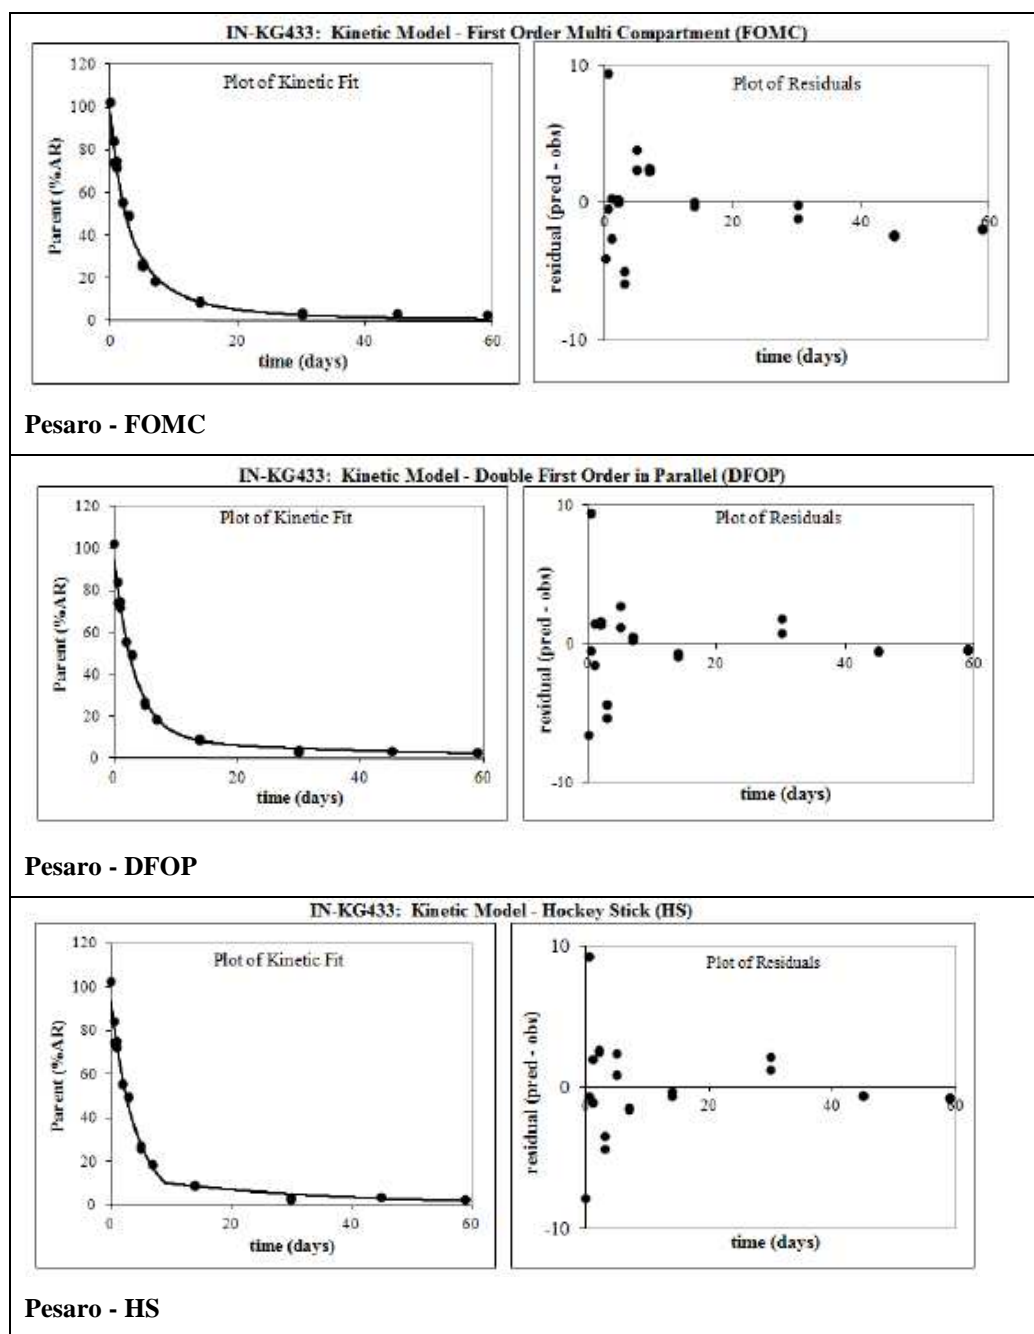 IN-KG433: Kinetic Model - First Order Multi Compartment (FOMC)
Plot of Kinetic Fit
Parent (%AR)
120
100
80
60
40
20
0
0 20 40 60
time (days)
Plot of Residuals
residual (pred - obs)
10
0
-10
0 20 40 60
time (days)
Pesaro - FOMC
IN-KG433: Kinetic Model - Double First Order in Parallel (DFOP)
Plot of Kinetic Fit
Parent (%AR)
120
100
80
60
40
20
0
0 20 40 60
time (days)
Plot of Residuals
residual (pred - obs)
10
0
-10
0 20 40 60
time (days)
Pesaro - DFOP
IN-KG433: Kinetic Model - Hockey Stick (HS)
Plot of Kinetic Fit
Parent (%AR)
120
100
80
60
40
20
0
0 20 40 60
time (days)
Plot of Residuals
residual (pred - obs)
10
0
-10
0 20 40 60
time (days)
Pesaro - HS